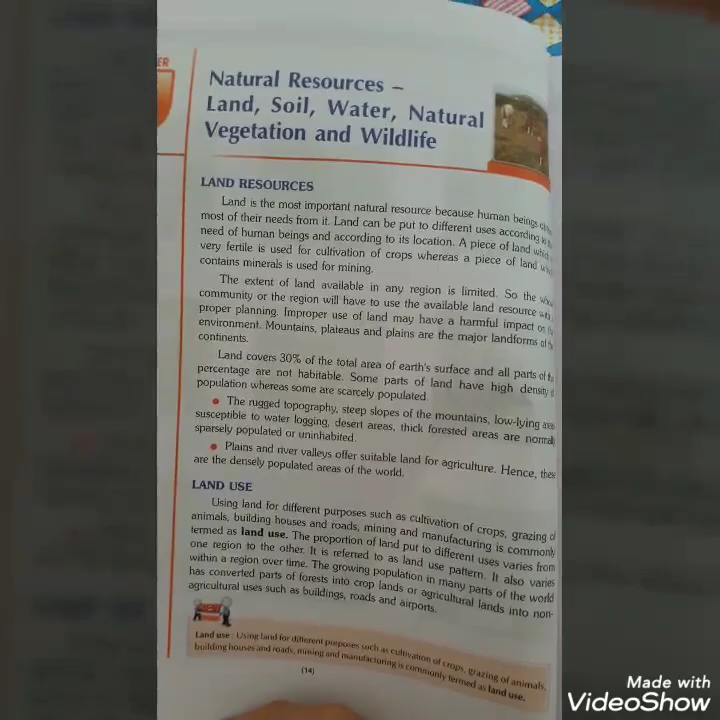 ER
Natural Resources –
Land, Soil, Water, Natural
Vegetation and Wildlife
LAND RESOURCES
Land is the most important natural resource because human beings
most of their needs from it. Land can be put to different uses according to
need of human beings and according to its location. A piece of land which
very fertile is used for cultivation of crops whereas a piece of land
contains minerals is used for mining.
The extent of land available in any region is limited. So the
community or the region will have to use the available land resource with
proper planning. Improper use of land may have a harmful impact on
environment. Mountains, plateaus and plains are the major landforms of
continents.
Land covers 30% of the total area of earth's surface and all parts of
percentage are not habitable. Some parts of land have high density
population whereas some are scarcely populated.
• The rugged topography, steep slopes of the mountains, low-lying areas
susceptible to water logging, desert areas, thick forested areas are
sparsely populated or uninhabited.
• Plains and river valleys offer suitable land for agriculture. Hence, these
are the densely populated areas of the world.
LAND USE
Using land for different purposes such as cultivation of crops, grazing of
animals, building houses and roads, mining and manufacturing is commonly
termed as land use. The proportion of land put to different uses varies from
one region to the other. It is referred to as land use pattern. It also varies
within a region over time. The growing population in many parts of the world
has converted parts of forests into crop lands or agricultural lands into non-
agricultural uses such as buildings, roads and airports.
Land use : Using land for different purposes such as cultivation of crops, grazing of animals,
building houses and roads, mining and manufacturing is commonly termed as land use.
(14)
Made with
VideoShow